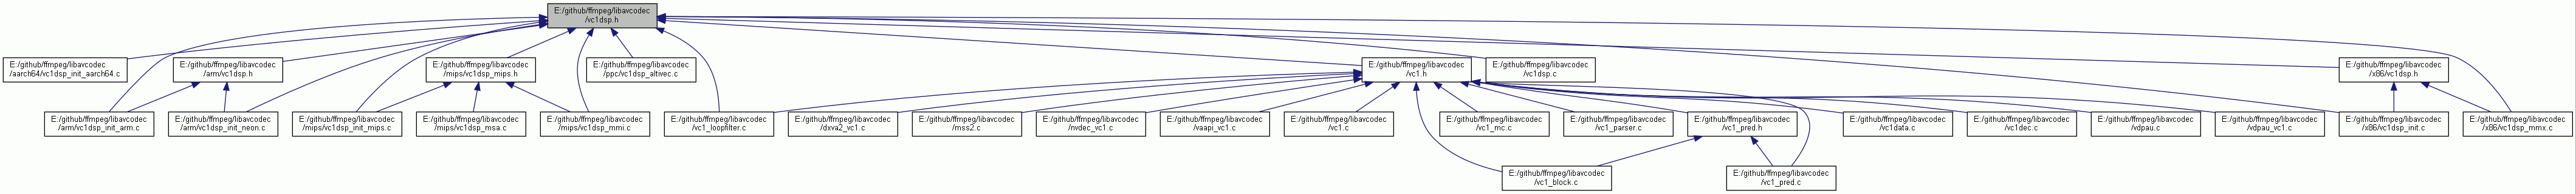 E:/github/ffmpeg/libavcodec
/vc1dsp.h
E:/github/ffmpeg/libavcodec
/aarch64/vc1dsp_init_aarch64.c
E:/github/ffmpeg/libavcodec
/arm/vc1dsp.h
E:/github/ffmpeg/libavcodec
/mips/vc1dsp_mips.h
E:/github/ffmpeg/libavcodec
/ppc/vc1dsp_altivec.c
E:/github/ffmpeg/libavcodec
/vc1.h
E:/github/ffmpeg/libavcodec
/vc1dsp.c
E:/github/ffmpeg/libavcodec
/x86/vc1dsp.h
E:/github/ffmpeg/libavcodec
/arm/vc1dsp_init_arm.c
E:/github/ffmpeg/libavcodec
/arm/vc1dsp_init_neon.c
E:/github/ffmpeg/libavcodec
/mips/vc1dsp_init_mips.c
E:/github/ffmpeg/libavcodec
/mips/vc1dsp_msa.c
E:/github/ffmpeg/libavcodec
/mips/vc1dsp_mmi.c
E:/github/ffmpeg/libavcodec
/vc1_loopfilter.c
E:/github/ffmpeg/libavcodec
/dxva2_vc1.c
E:/github/ffmpeg/libavcodec
/mss2.c
E:/github/ffmpeg/libavcodec
/nvdec_vc1.c
E:/github/ffmpeg/libavcodec
/vaapi_vc1.c
E:/github/ffmpeg/libavcodec
/vc1.c
E:/github/ffmpeg/libavcodec
/vc1_mc.c
E:/github/ffmpeg/libavcodec
/vc1_parser.c
E:/github/ffmpeg/libavcodec
/vc1_pred.h
E:/github/ffmpeg/libavcodec
/vc1data.c
E:/github/ffmpeg/libavcodec
/vc1dec.c
E:/github/ffmpeg/libavcodec
/vdpau.c
E:/github/ffmpeg/libavcodec
/vdpau_vc1.c
E:/github/ffmpeg/libavcodec
/x86/vc1dsp_init.c
E:/github/ffmpeg/libavcodec
/x86/vc1dsp_mmx.c
E:/github/ffmpeg/libavcodec
/vc1_block.c
E:/github/ffmpeg/libavcodec
/vc1_pred.c